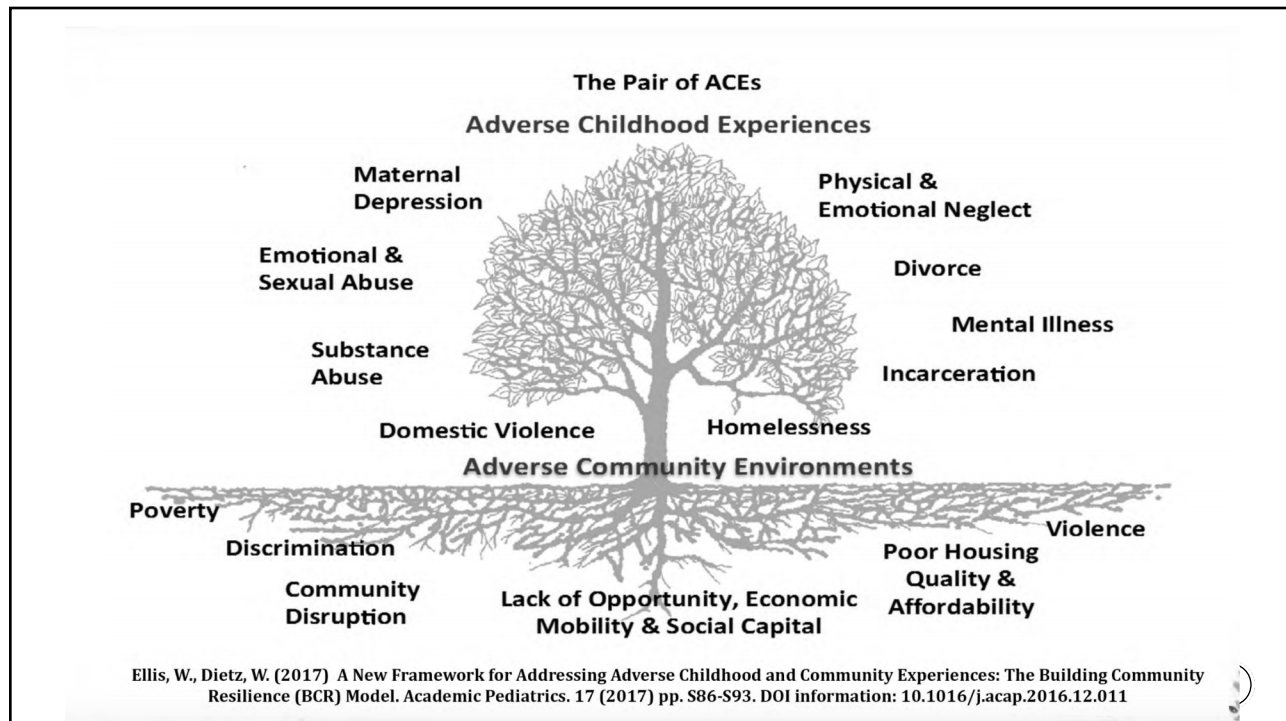 The Pair of ACEs
Adverse Childhood Experiences
Maternal
Depression
Physical &
Emotional Neglect
Emotional &
Sexual Abuse
Divorce
Mental Illness
Substance
Abuse
Incarceration
Domestic Violence
Homelessness
Adverse Community Environments
Poverty
Violence
Discrimination
Poor Housing
Quality &
Affordability
Community
Disruption
Lack of Opportunity, Economic
Mobility & Social Capital
Ellis, W., Dietz, W. (2017) A New Framework for Addressing Adverse Childhood and Community Experiences: The Building Community
Resilience (BCR) Model. Academic Pediatrics. 17 (2017) pp. S86-S93. DOI information: 10.1016/j.acap.2016.12.011